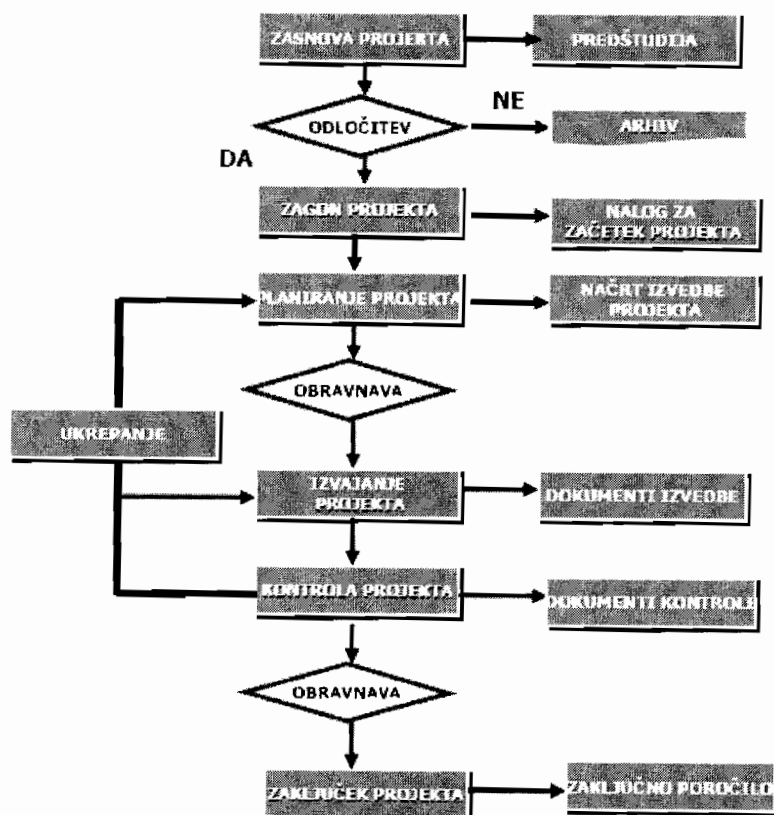 ZASNOVA PROJEKTA
PREDŠTUDIJA
ODLOČITEV
NE
ARHIV
DA
ZAGON PROJEKTA
NALOG ZA
ZAČETEK PROJEKTA
PLANIRANJE PROJEKTA
NAČRT IZVEDBE
PROJEKTA
OBRAVNAVA
UKREPANJE
IZVAJANJE
PROJEKTA
DOKUMENTI IZVEDBE
KONTROLA PROJEKTA
DOKUMENTI KONTROLE
OBRAVNAVA
ZAKLJUČEK PROJEKTA
ZAKLJUČNO POROČILO